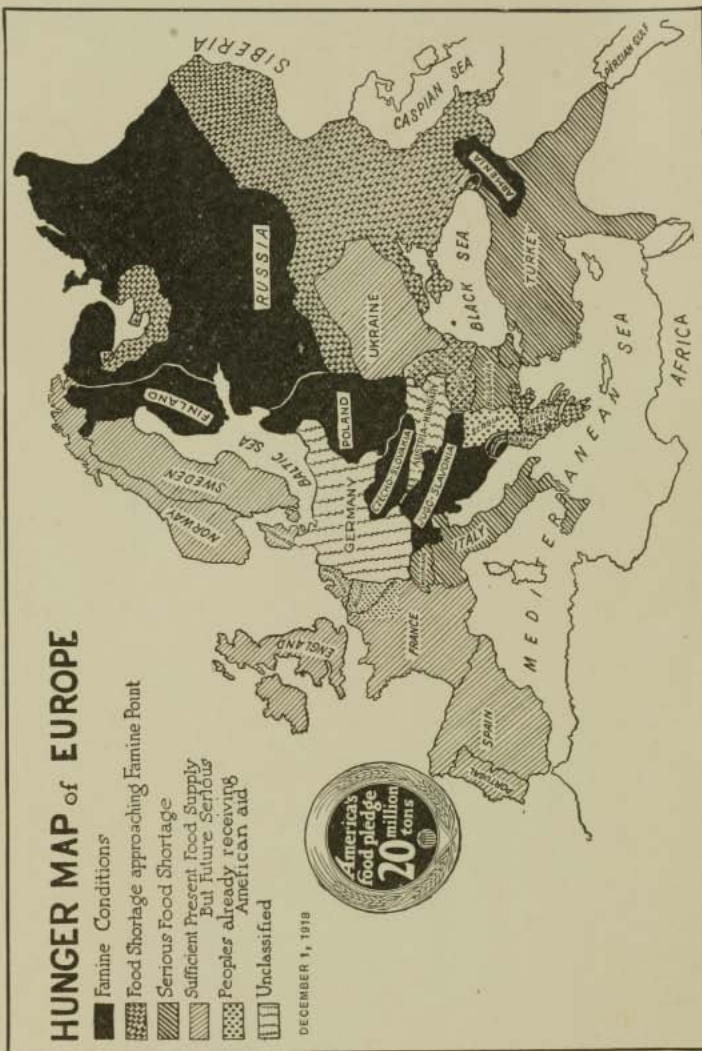 HUNGER MAP of EUROPE
Famine Conditions
Food Shortage approaching Famine Point
Serious Food Shortage
Sufficient Present Food Supply
But Future Serious
Peoples already receiving
American aid
Unclassified
DECEMBER 1, 1918
America's
food pledge
20 million
tons
SIBERIA
RUSSIA
FINLAND
SWEDEN
NORWAY
BALTIC SEA
CASPIAN SEA
PERSIAN GULF
ARMENIA
UKRAINE
BLACK SEA
TURKEY
POLAND
GERMANY
CZECHO-SLOVAKIA
AUSTRIA-HUNGARY
JUGO-SLAVONIA
ENGLAND
FRANCE
ITALY
SPAIN
PORTUGAL
MEDITERRANEAN SEA
AFRICA